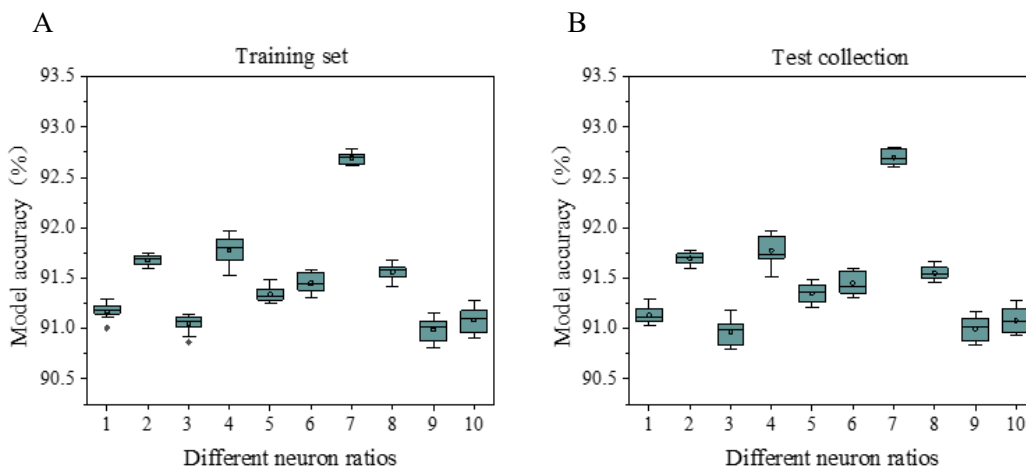 A
Training set
93.5
93.0
92.5
92.0
91.5
91.0
90.5
Model accuracy (%)
1 2 3 4 5 6 7 8 9 10
Different neuron ratios
B
Test collection
93.5
93.0
92.5
92.0
91.5
91.0
90.5
Model accuracy (%)
1 2 3 4 5 6 7 8 9 10
Different neuron ratios